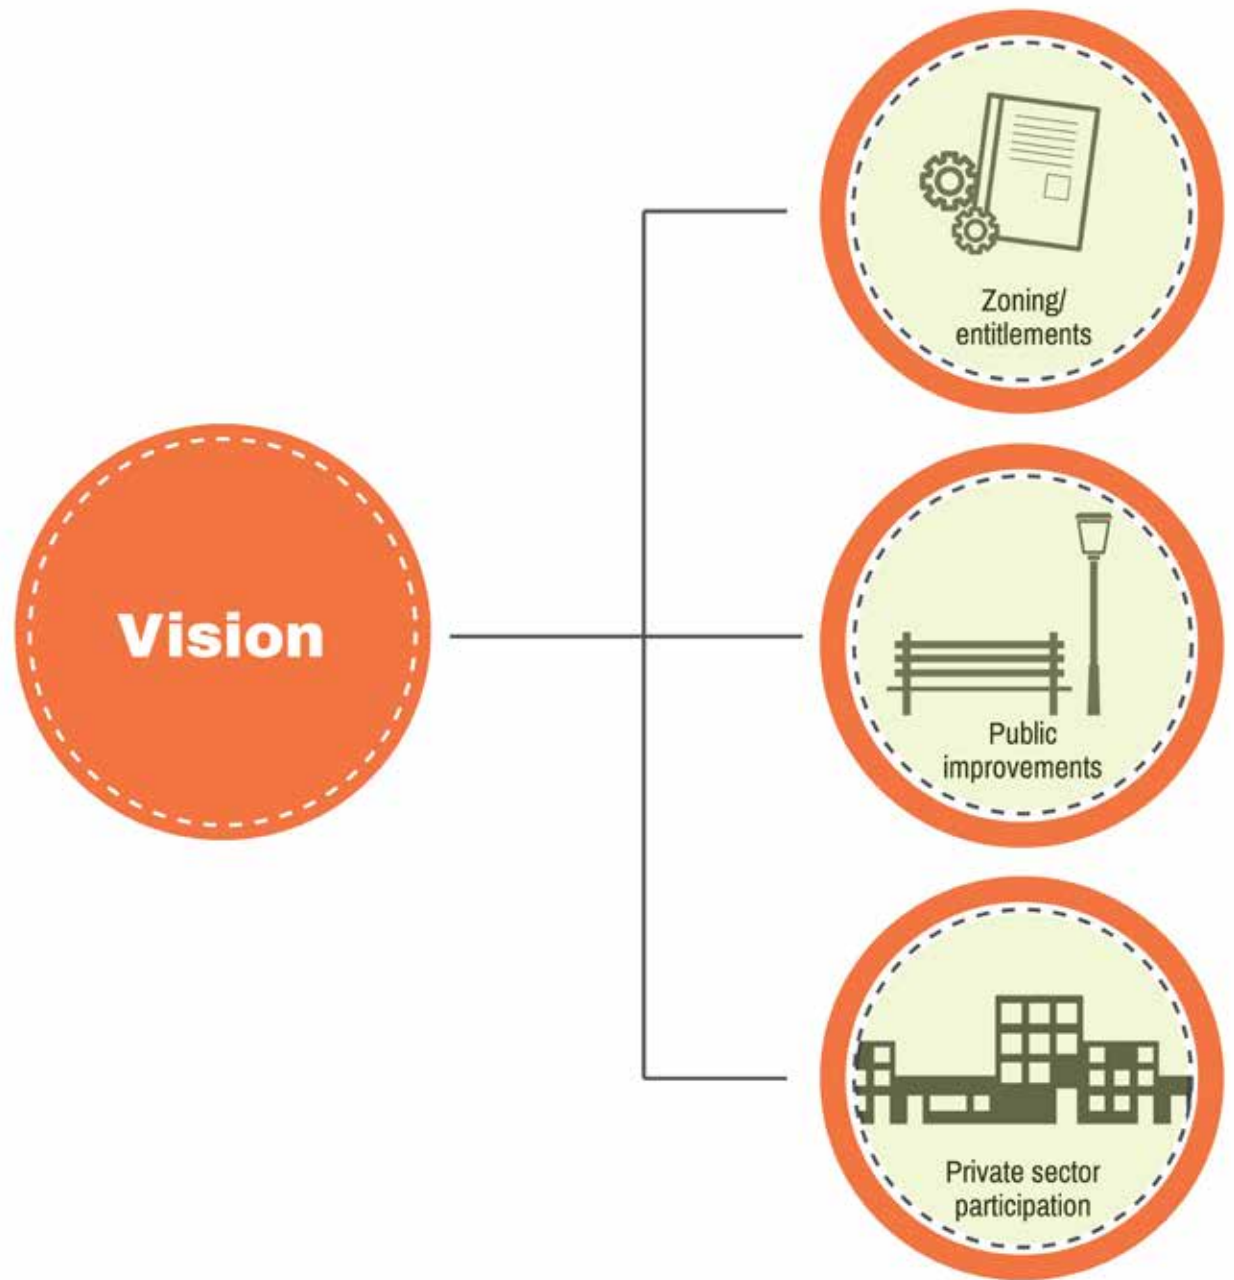 Vision
Zoning/
entitlements
Public
improvements
Private sector
participation